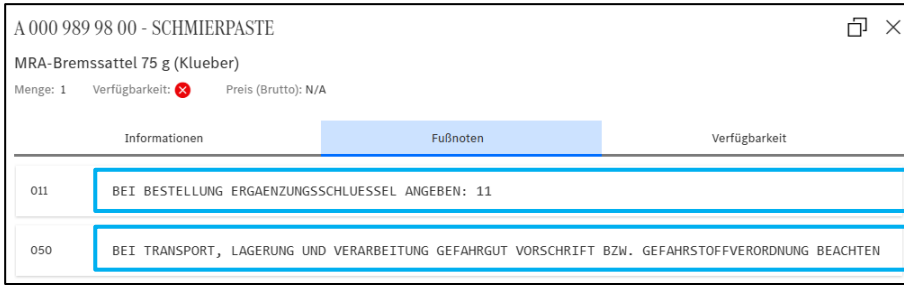 A 000 989 98 00 - SCHMIERPASTE
MRA-Bremssattel 75 g (Klueber)
Menge: 1 Verfügbarkeit: Preis (Brutto): N/A
Informationen Fußnoten Verfügbarkeit
011 BEI BESTELLUNG ERGAENZUNGSSCHLUESSEL ANGEBEN: 11
050 BEI TRANSPORT, LAGERUNG UND VERARBEITUNG GEFAHRGUT VORSCHRIFT BZW. GEFAHRSTOFFVERORDNUNG BEACHTEN